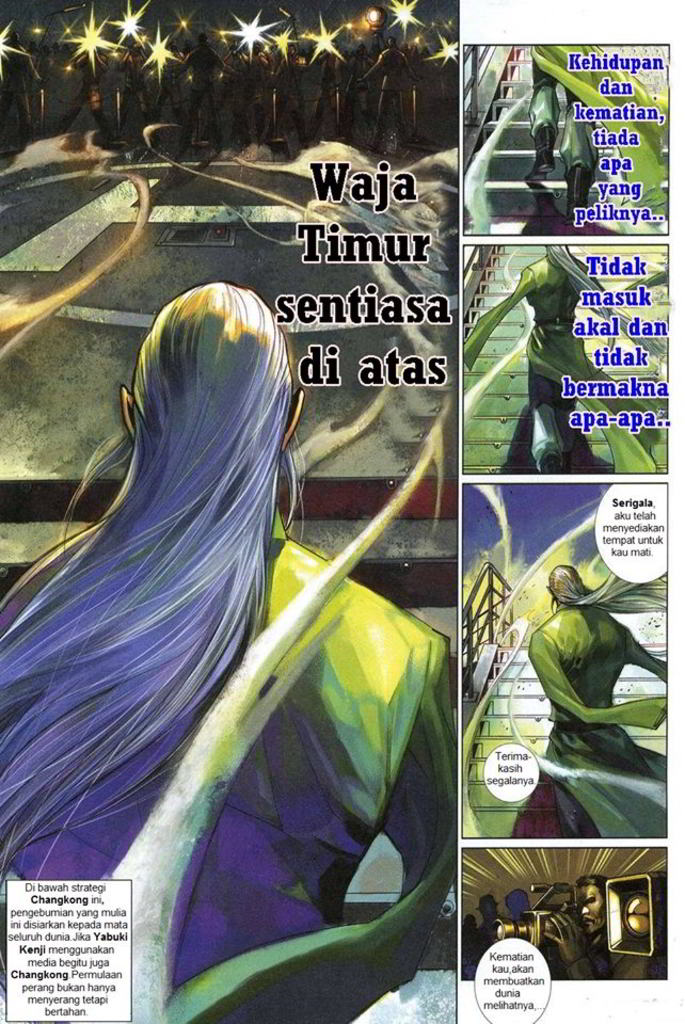 Waja
Timur
sentiasa
di atas
Di bawah strategi
Changkong ini,
pengebumian yang mulia
ini disiarkan kepada mata
seluruh dunia.Jika Yabuki
Kenji menggunakan
media begitu juga
Changkong.Permulaan
perang bukan hanya
menyerang tetapi
bertahan.
Kehidupan
dan
kematian,
tiada
apa
yang
peliknya..
Tidak
masuk
akal dan
tidak
bermakna
apa-apa..
Serigala,
aku telah
menyediakan
tempat untuk
kau mati.
Terima-
kasih
segalanya.
Kematian
kau,akan
membuatkan
dunia
melihatnya,...